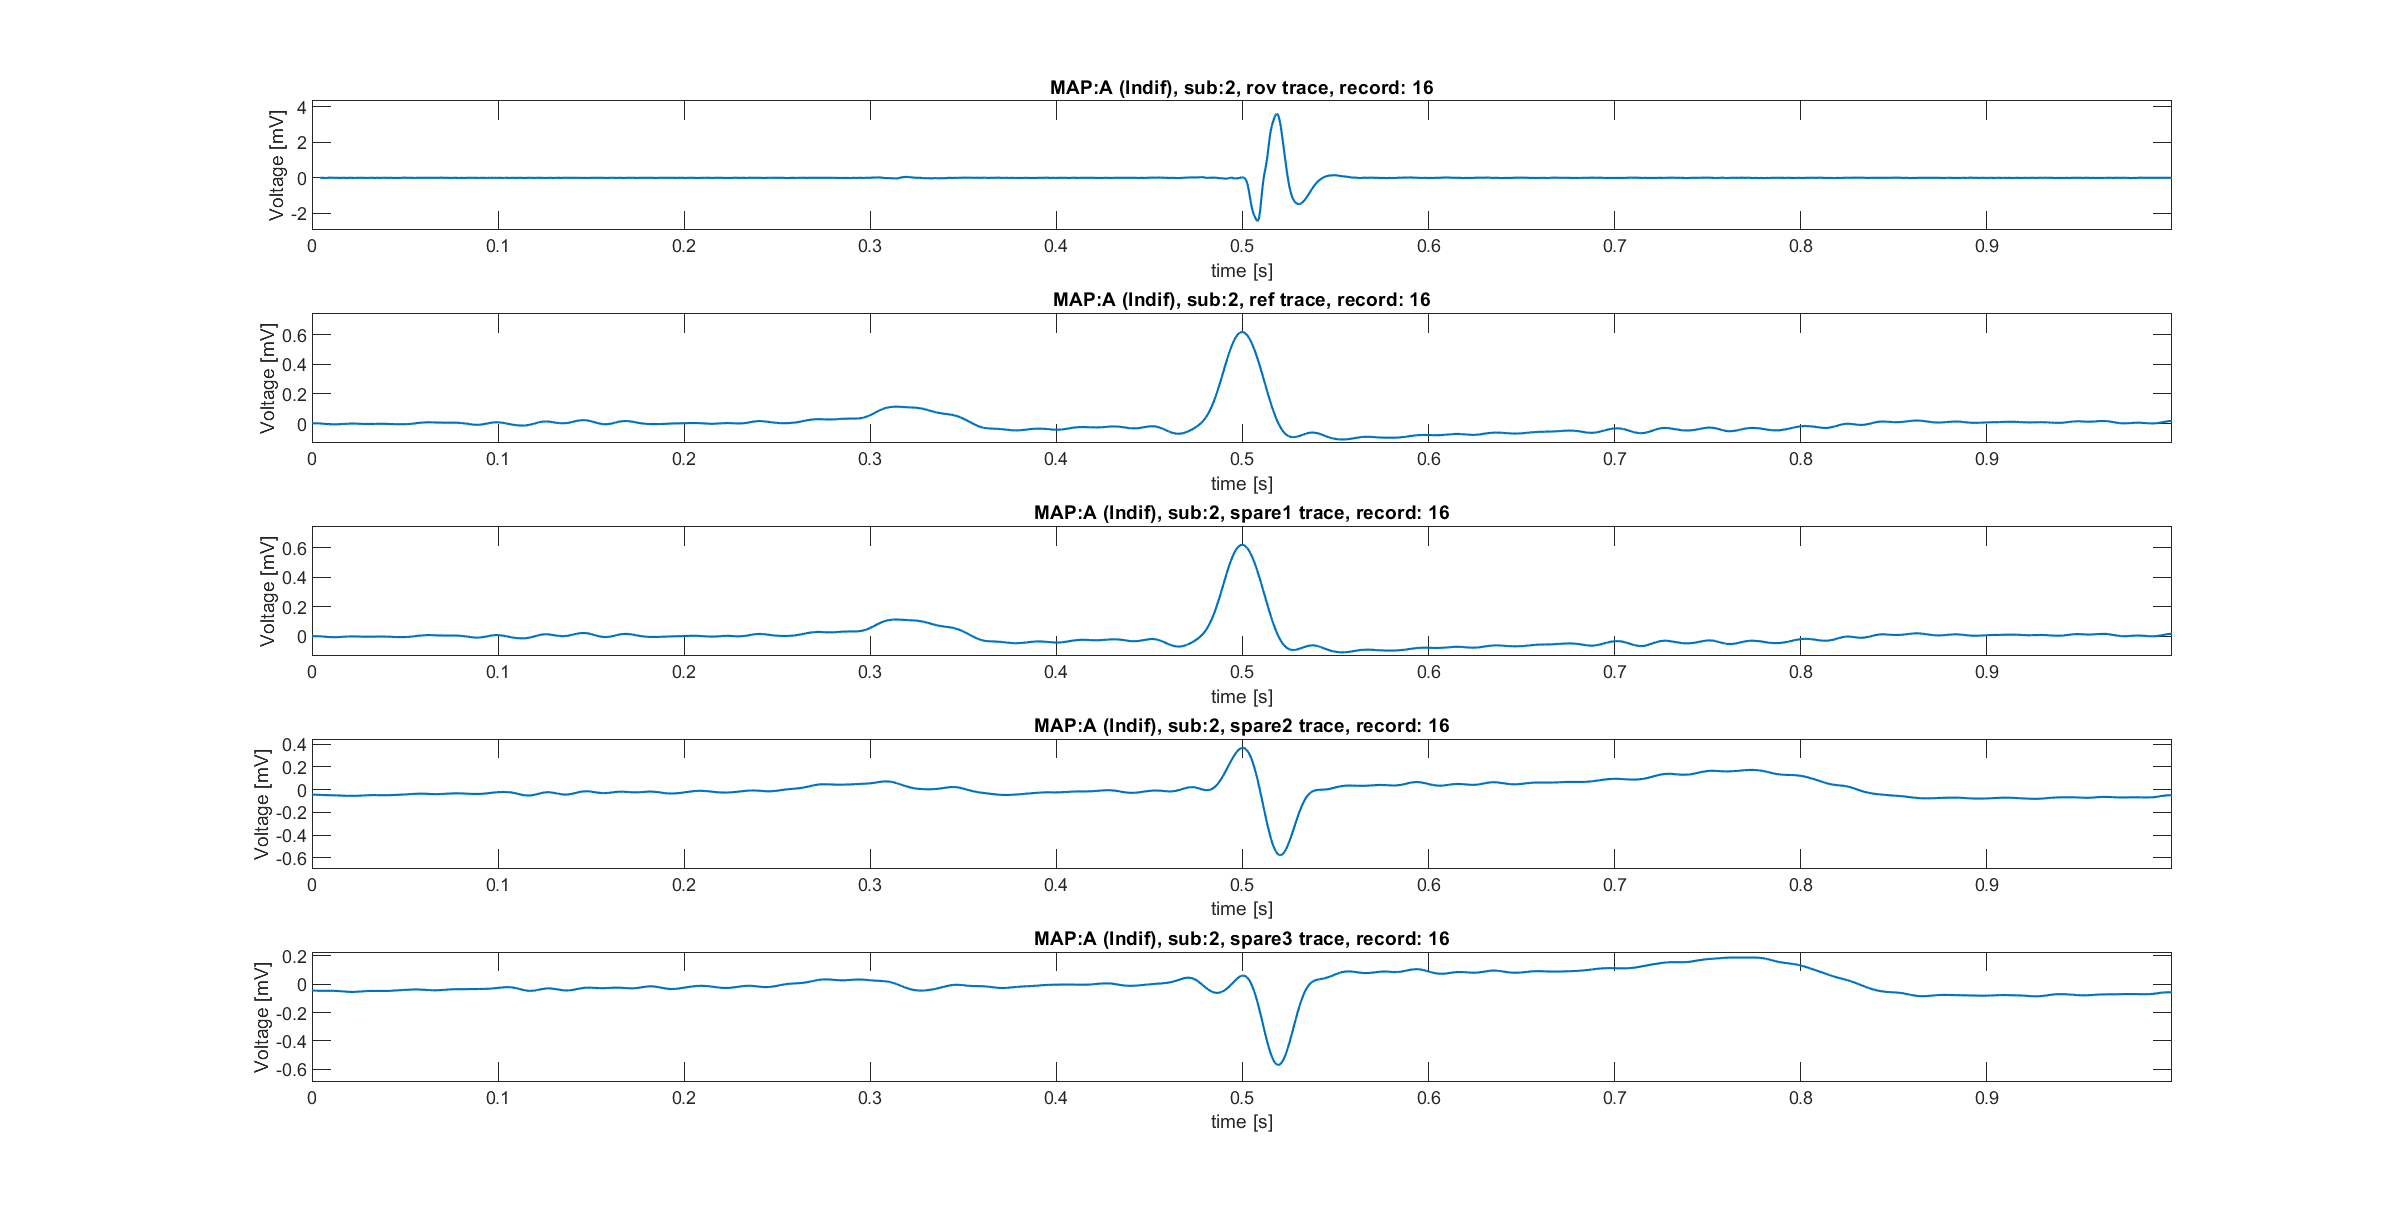 MAP:A (Indif), sub:2, rov trace, record: 16
Voltage [mV]
4
2
0
-2
0 0.1 0.2 0.3 0.4 0.5 0.6 0.7 0.8 0.9
time [s]
MAP:A (Indif), sub:2, ref trace, record: 16
Voltage [mV]
0.6
0.4
0.2
0
0 0.1 0.2 0.3 0.4 0.5 0.6 0.7 0.8 0.9
time [s]
MAP:A (Indif), sub:2, spare1 trace, record: 16
Voltage [mV]
0.6
0.4
0.2
0
0 0.1 0.2 0.3 0.4 0.5 0.6 0.7 0.8 0.9
time [s]
MAP:A (Indif), sub:2, spare2 trace, record: 16
Voltage [mV]
0.4
0.2
0
-0.2
-0.4
-0.6
0 0.1 0.2 0.3 0.4 0.5 0.6 0.7 0.8 0.9
time [s]
MAP:A (Indif), sub:2, spare3 trace, record: 16
Voltage [mV]
0.2
0
-0.2
-0.4
-0.6
0 0.1 0.2 0.3 0.4 0.5 0.6 0.7 0.8 0.9
time [s]